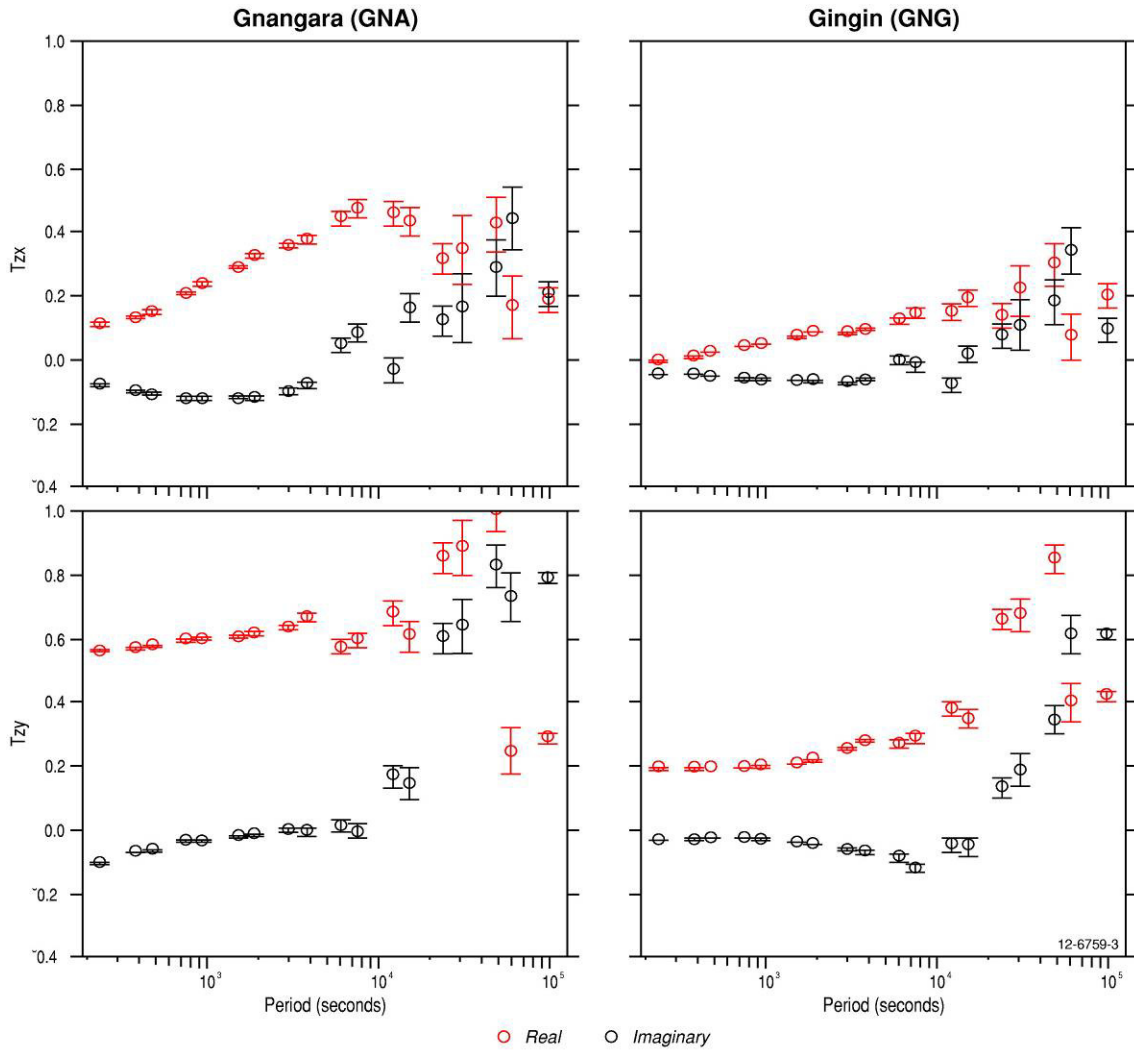 Gnangara (GNA) Gingin (GNG)
1.0
0.8
0.6
Tzx
0.4
0.2
0.0
˘0.2
˘0.4
1.0
0.8
0.6
0.4
Tzy
0.2
0.0
˘0.2
˘0.4
12-6759-3
10³ 10⁴ 10⁵ 10³ 10⁴ 10⁵
Period (seconds) Period (seconds)
Real Imaginary